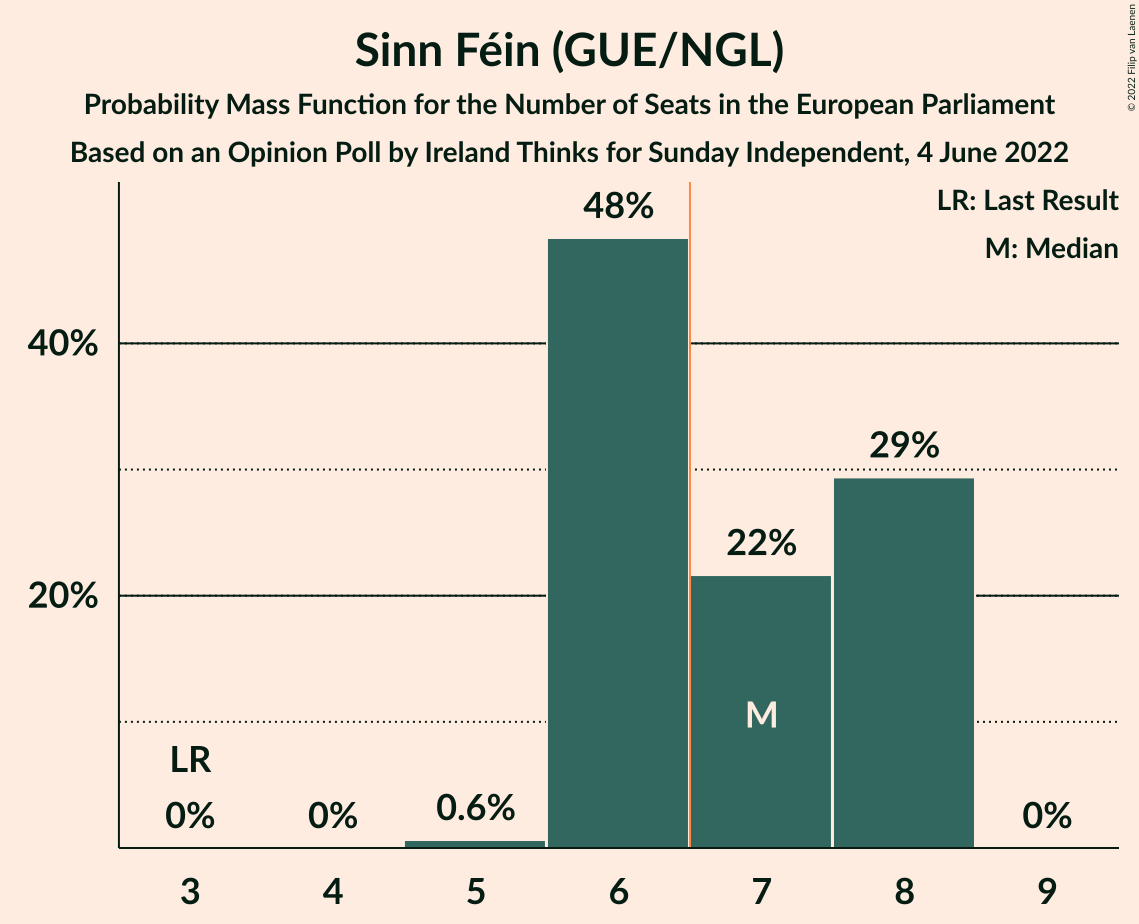 Sinn Féin (GUE/NGL)
Probability Mass Function for the Number of Seats in the European Parliament
Based on an Opinion Poll by Ireland Thinks for Sunday Independent, 4 June 2022
© 2022 Filip van Laenen
LR: Last Result
M: Median
48%
40%
29%
22%
20%
M
LR
0%
0%
0.6%
0%
3 4 5 6 7 8 9